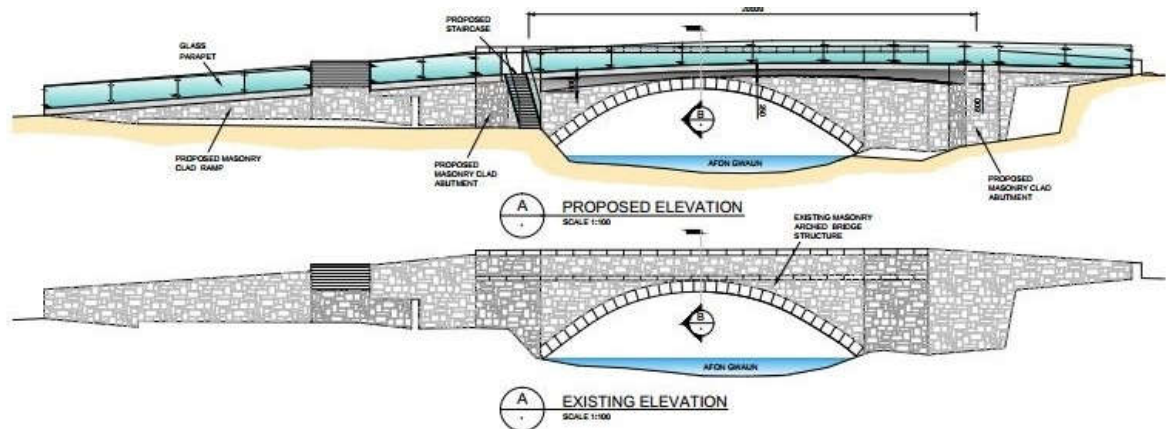 PROPOSED
STAIRCASE
20000
GLASS
PARAPET
B
AFON GWAUN
PROPOSED MASONRY
CLAD RAMP
PROPOSED
MASONRY CLAD
ABUTMENT
PROPOSED
MASONRY CLAD
ABUTMENT
A
PROPOSED ELEVATION
SCALE 1:100
EXISTING MASONRY
ARCHED BRIDGE
STRUCTURE
B
AFON GWAUN
A
EXISTING ELEVATION
SCALE 1:100